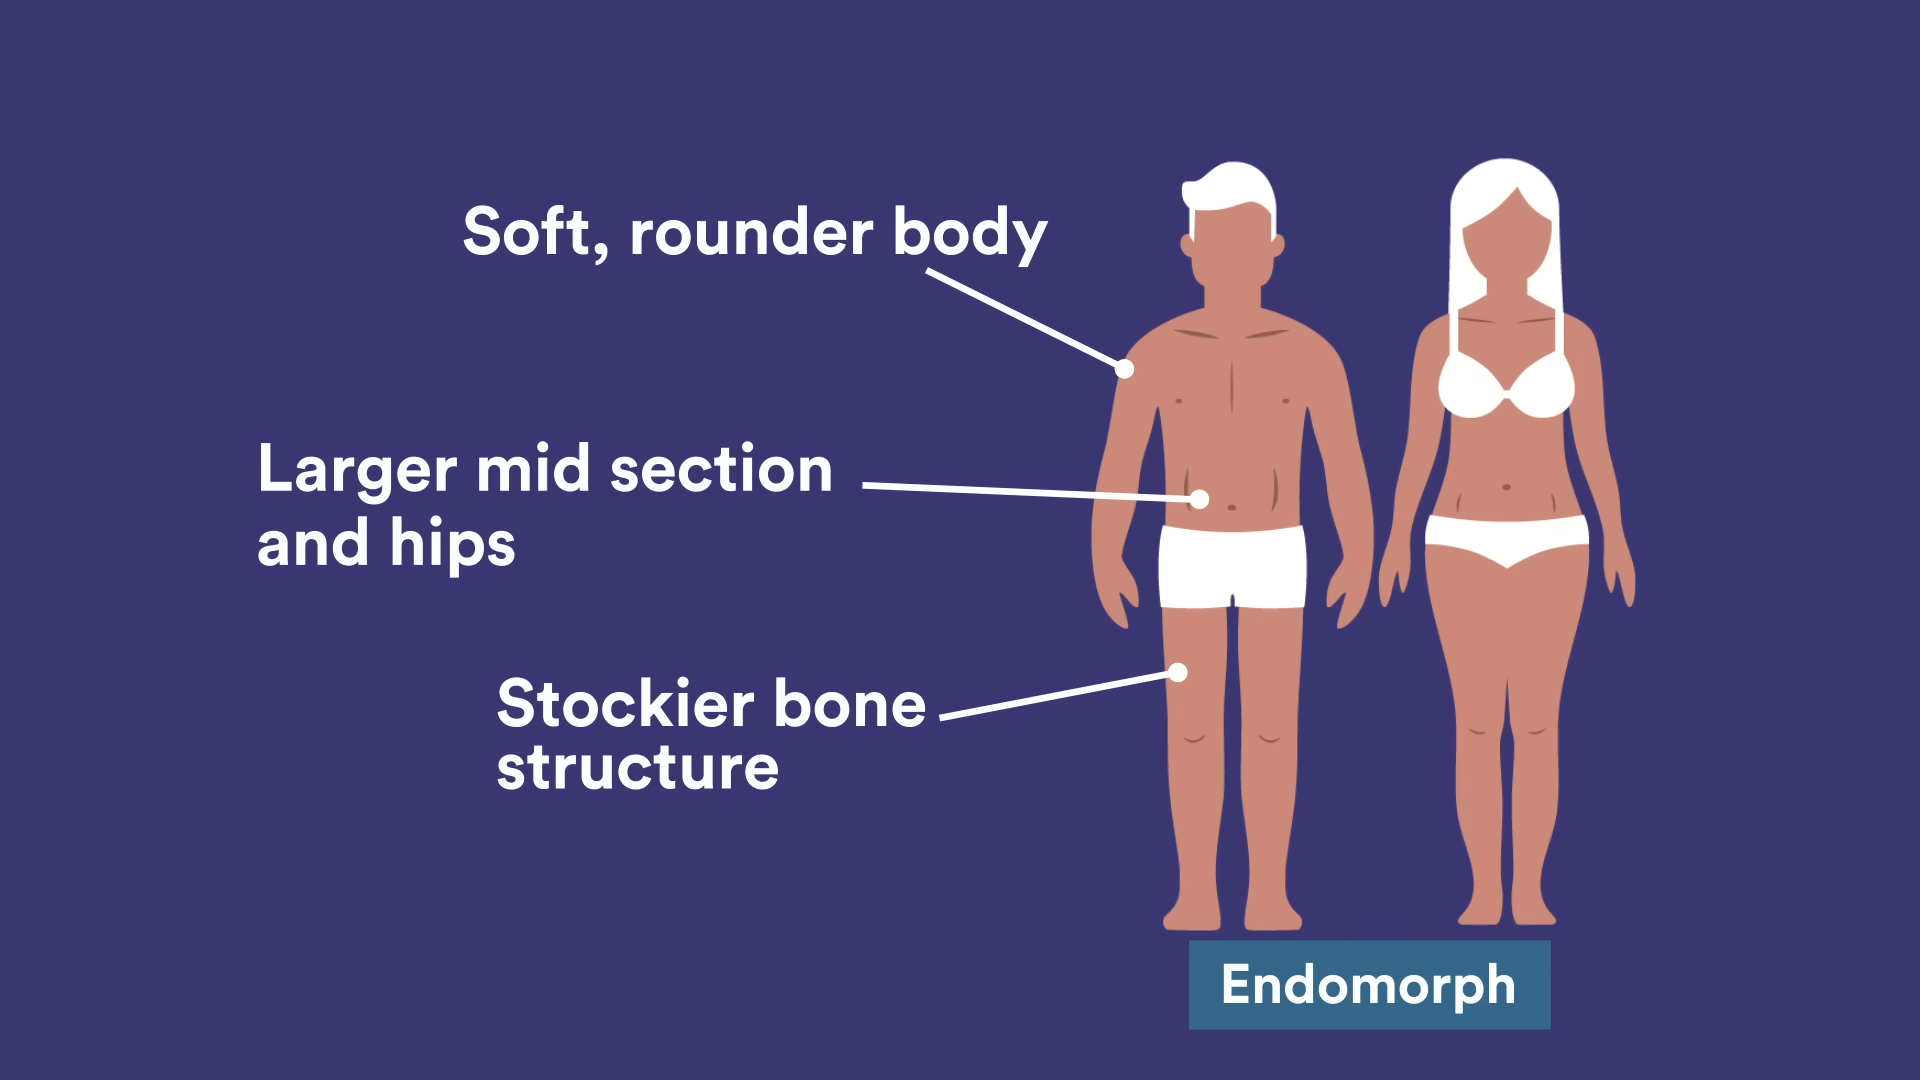 Soft, rounder body
Larger mid section
and hips
Stockier bone
structure
Endomorph